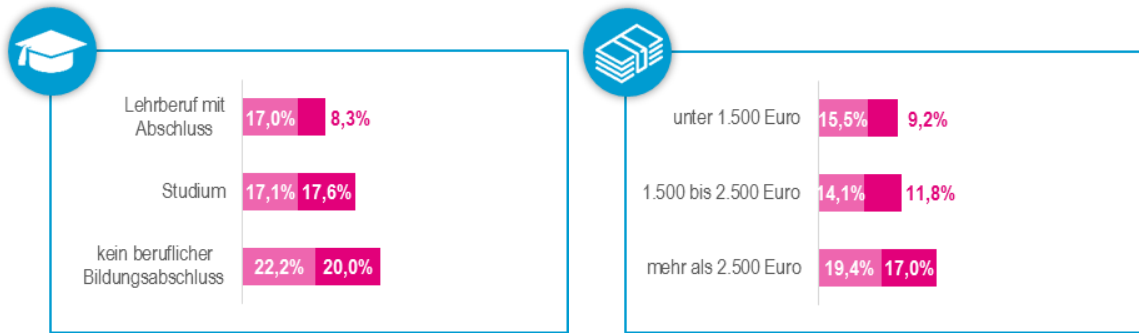 Lehrberuf mit
Abschluss
17,0% 8,3%
Studium
17,1% 17,6%
kein beruflicher
Bildungsabschluss
22,2% 20,0%
unter 1.500 Euro
15,5% 9,2%
1.500 bis 2.500 Euro
14,1% 11,8%
mehr als 2.500 Euro
19,4% 17,0%